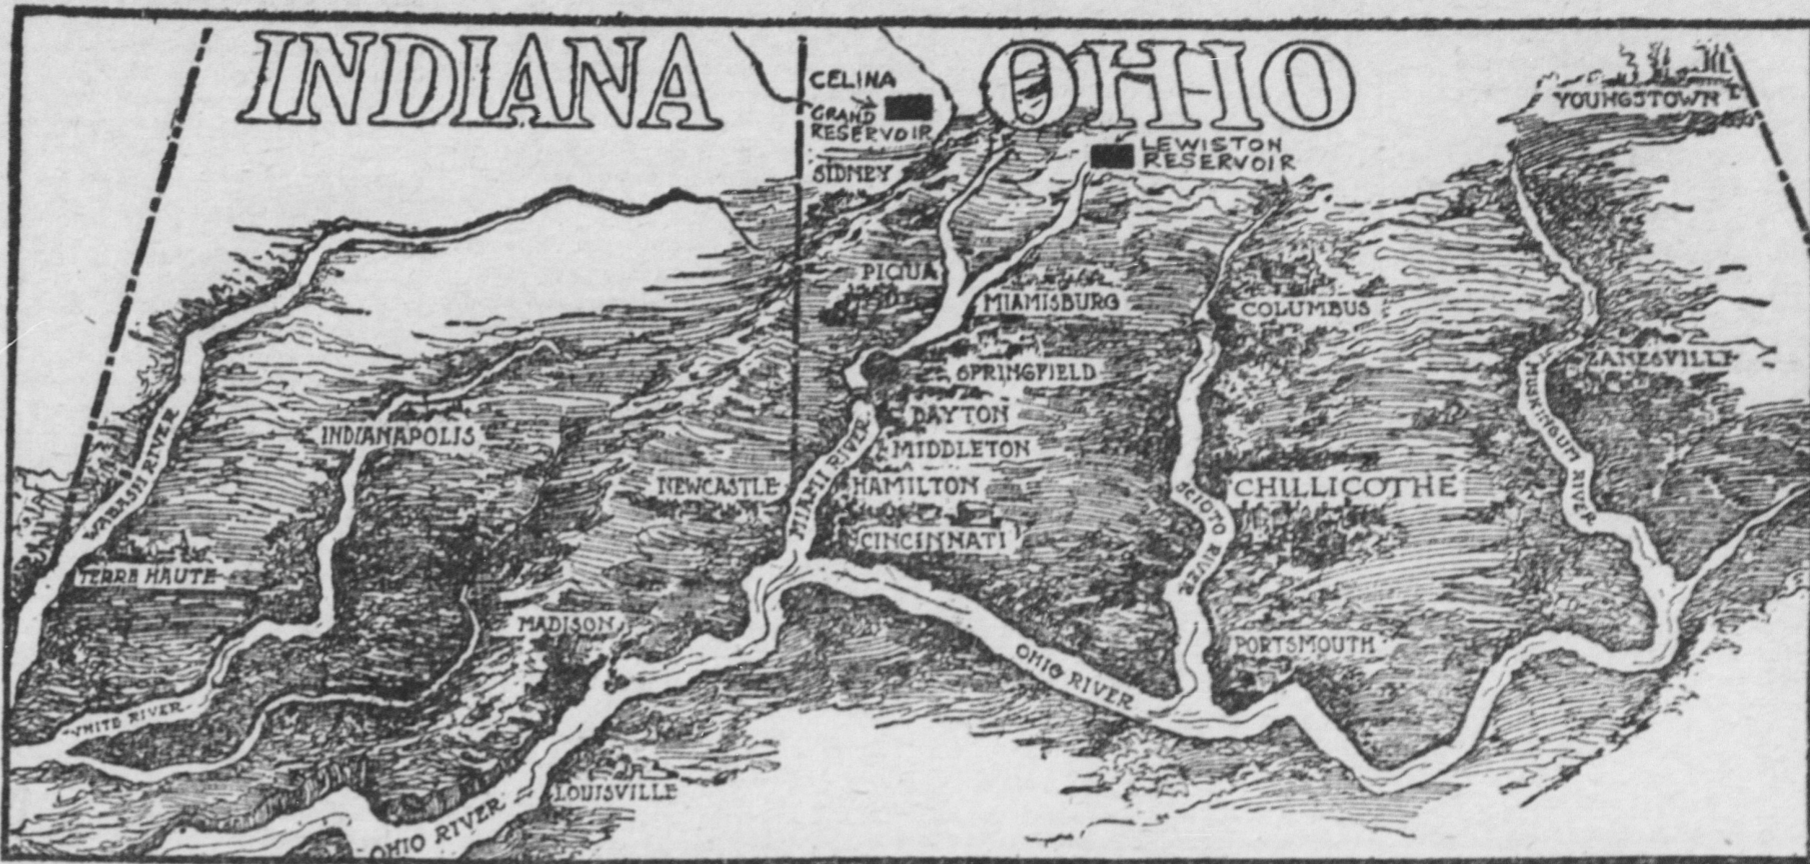 INDIANA
OHIO
CELINA
GRAND
RESERVOIR
SIDNEY
LEWISTON
RESERVOIR
YOUNGSTOWN
PIQUA
MIAMISBURG
COLUMBUS
SPRINGFIELD
ZANESVILLE
DAYTON
MIDDLETON
HAMILTON
CINCINNATI
NEWCASTLE
MIAMI RIVER
CHILLICOTHE
SCIOTO RIVER
MUSKINGUM RIVER
INDIANAPOLIS
WABASH RIVER
TERRE HAUTE
MADISON
PORTSMOUTH
OHIO RIVER
WHITE RIVER
LOUISVILLE
OHIO RIVER